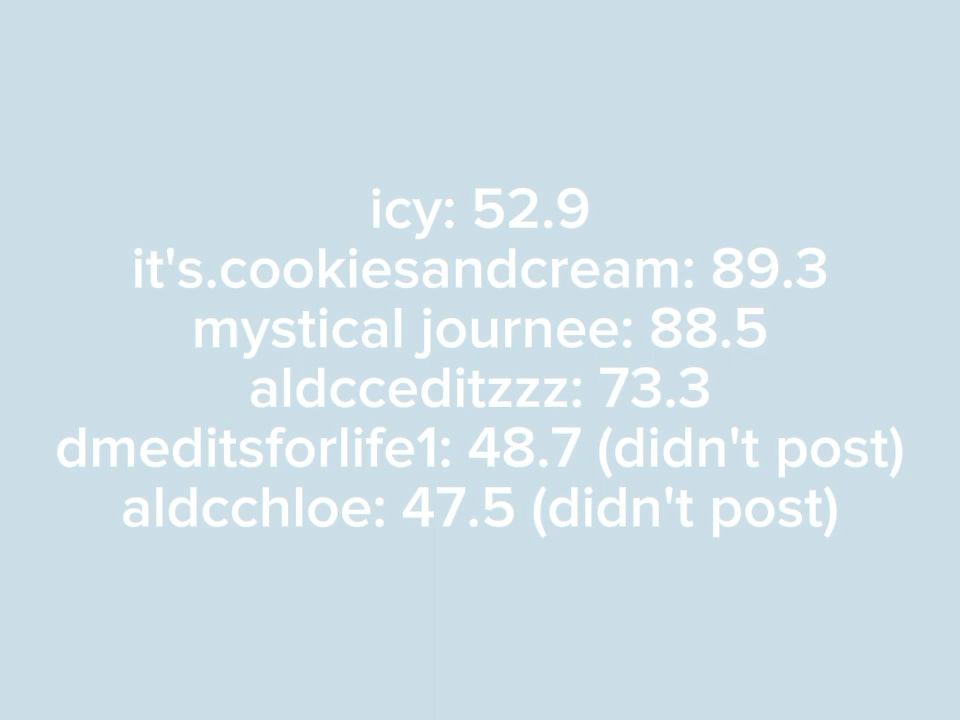 icy: 52.9
it's.cookiesandcream: 89.3
mystical journee: 88.5
aldcceditzzz: 73.3
dmeditsforlife1: 48.7 (didn't post)
aldcchloe: 47.5 (didn't post)